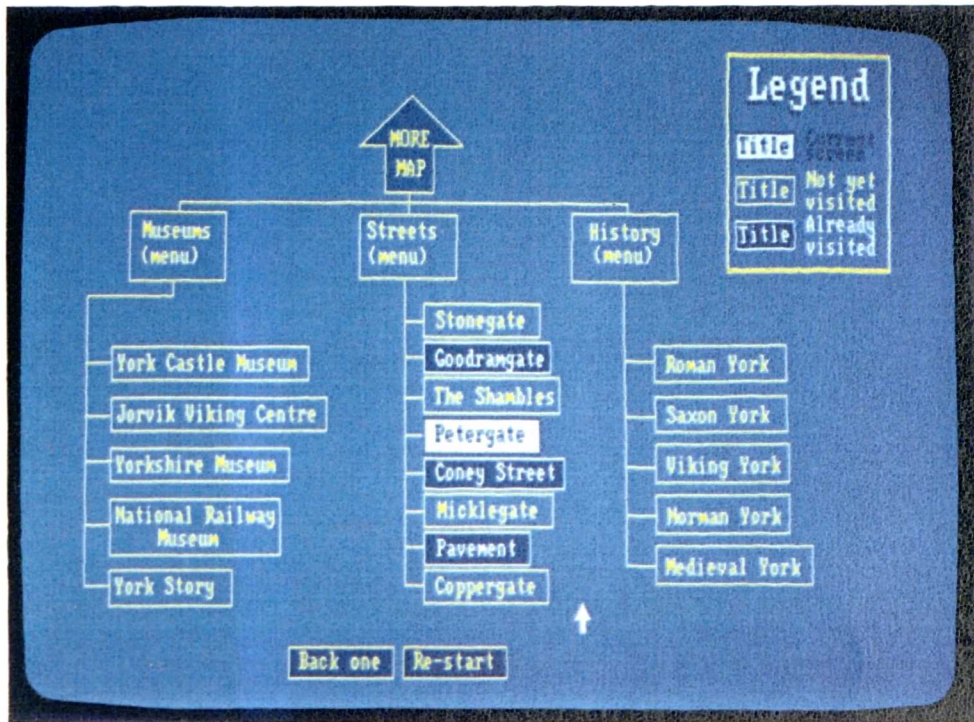 MORE
MAP
Museums
(menu)
York Castle Museum
Jorvik Viking Centre
Yorkshire Museum
National Railway
Museum
York Story
Streets
(menu)
Stonegate
Goodramgate
The Shambles
Petergate
Coney Street
Micklegate
Pavement
Coppergate
History
(menu)
Roman York
Saxon York
Viking York
Norman York
Medieval York
Legend
Title Current
screen
Title Not yet
visited
Title Already
visited
Back one Re-start